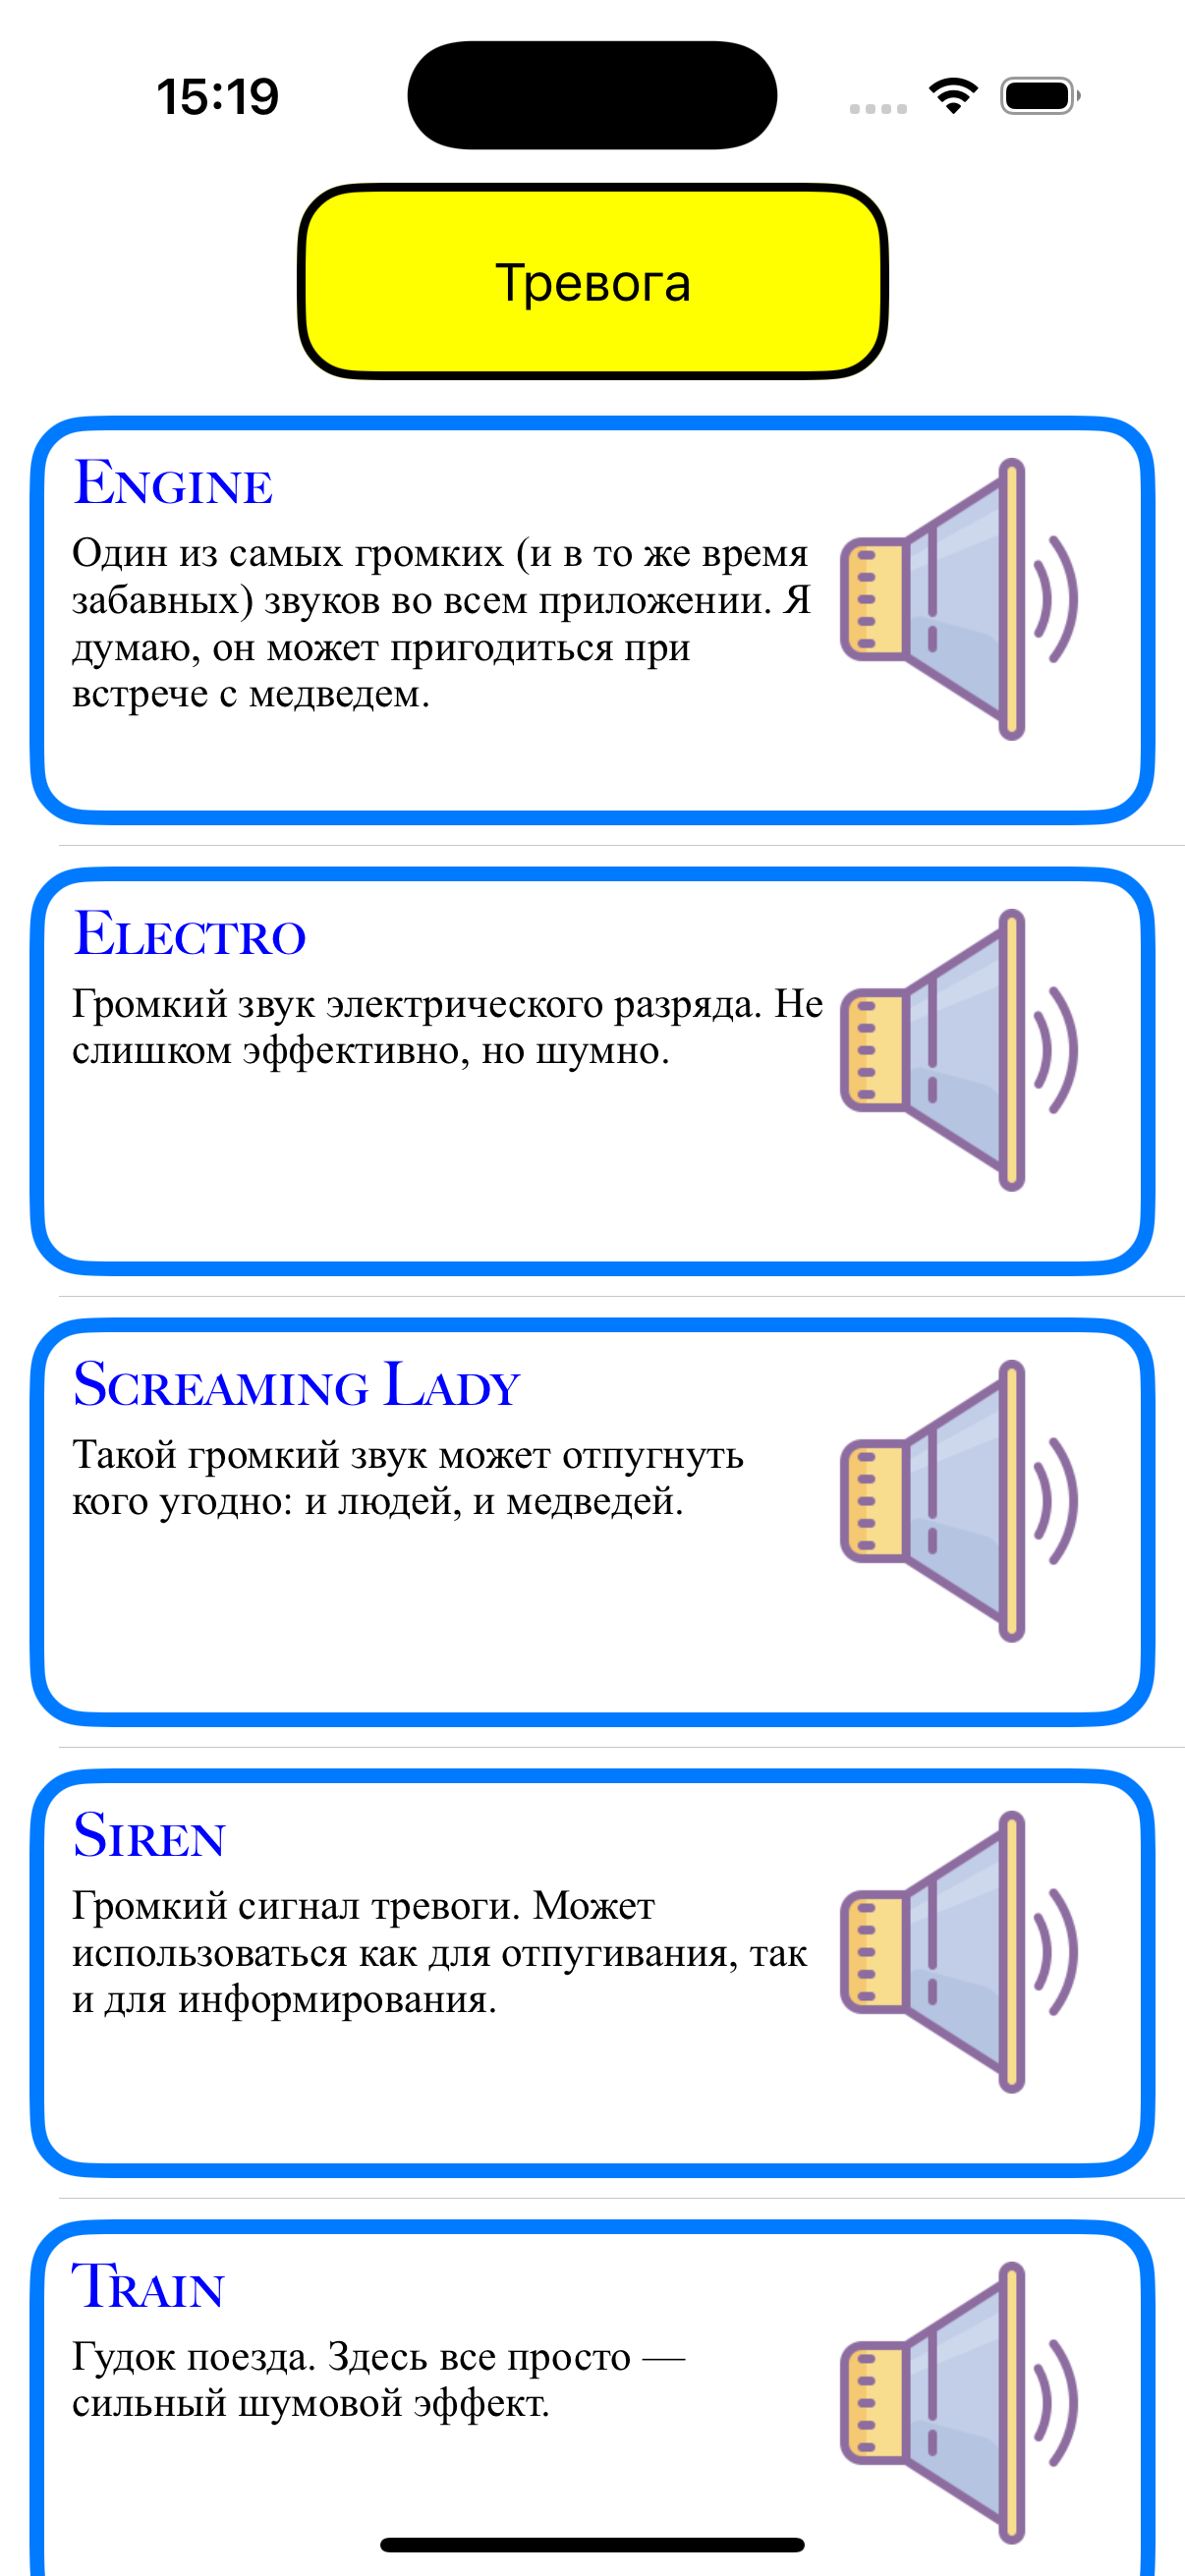 15:19
Тревога
Engine
Один из самых громких (и в то же время
забавных) звуков во всем приложении. Я
думаю, он может пригодиться при
встрече с медведем.
Electro
Громкий звук электрического разряда. Не
слишком эффективно, но шумно.
Screaming Lady
Такой громкий звук может отпугнуть
кого угодно: и людей, и медведей.
Siren
Громкий сигнал тревоги. Может
использоваться как для отпугивания, так
и для информирования.
Train
Гудок поезда. Здесь все просто —
сильный шумовой эффект.